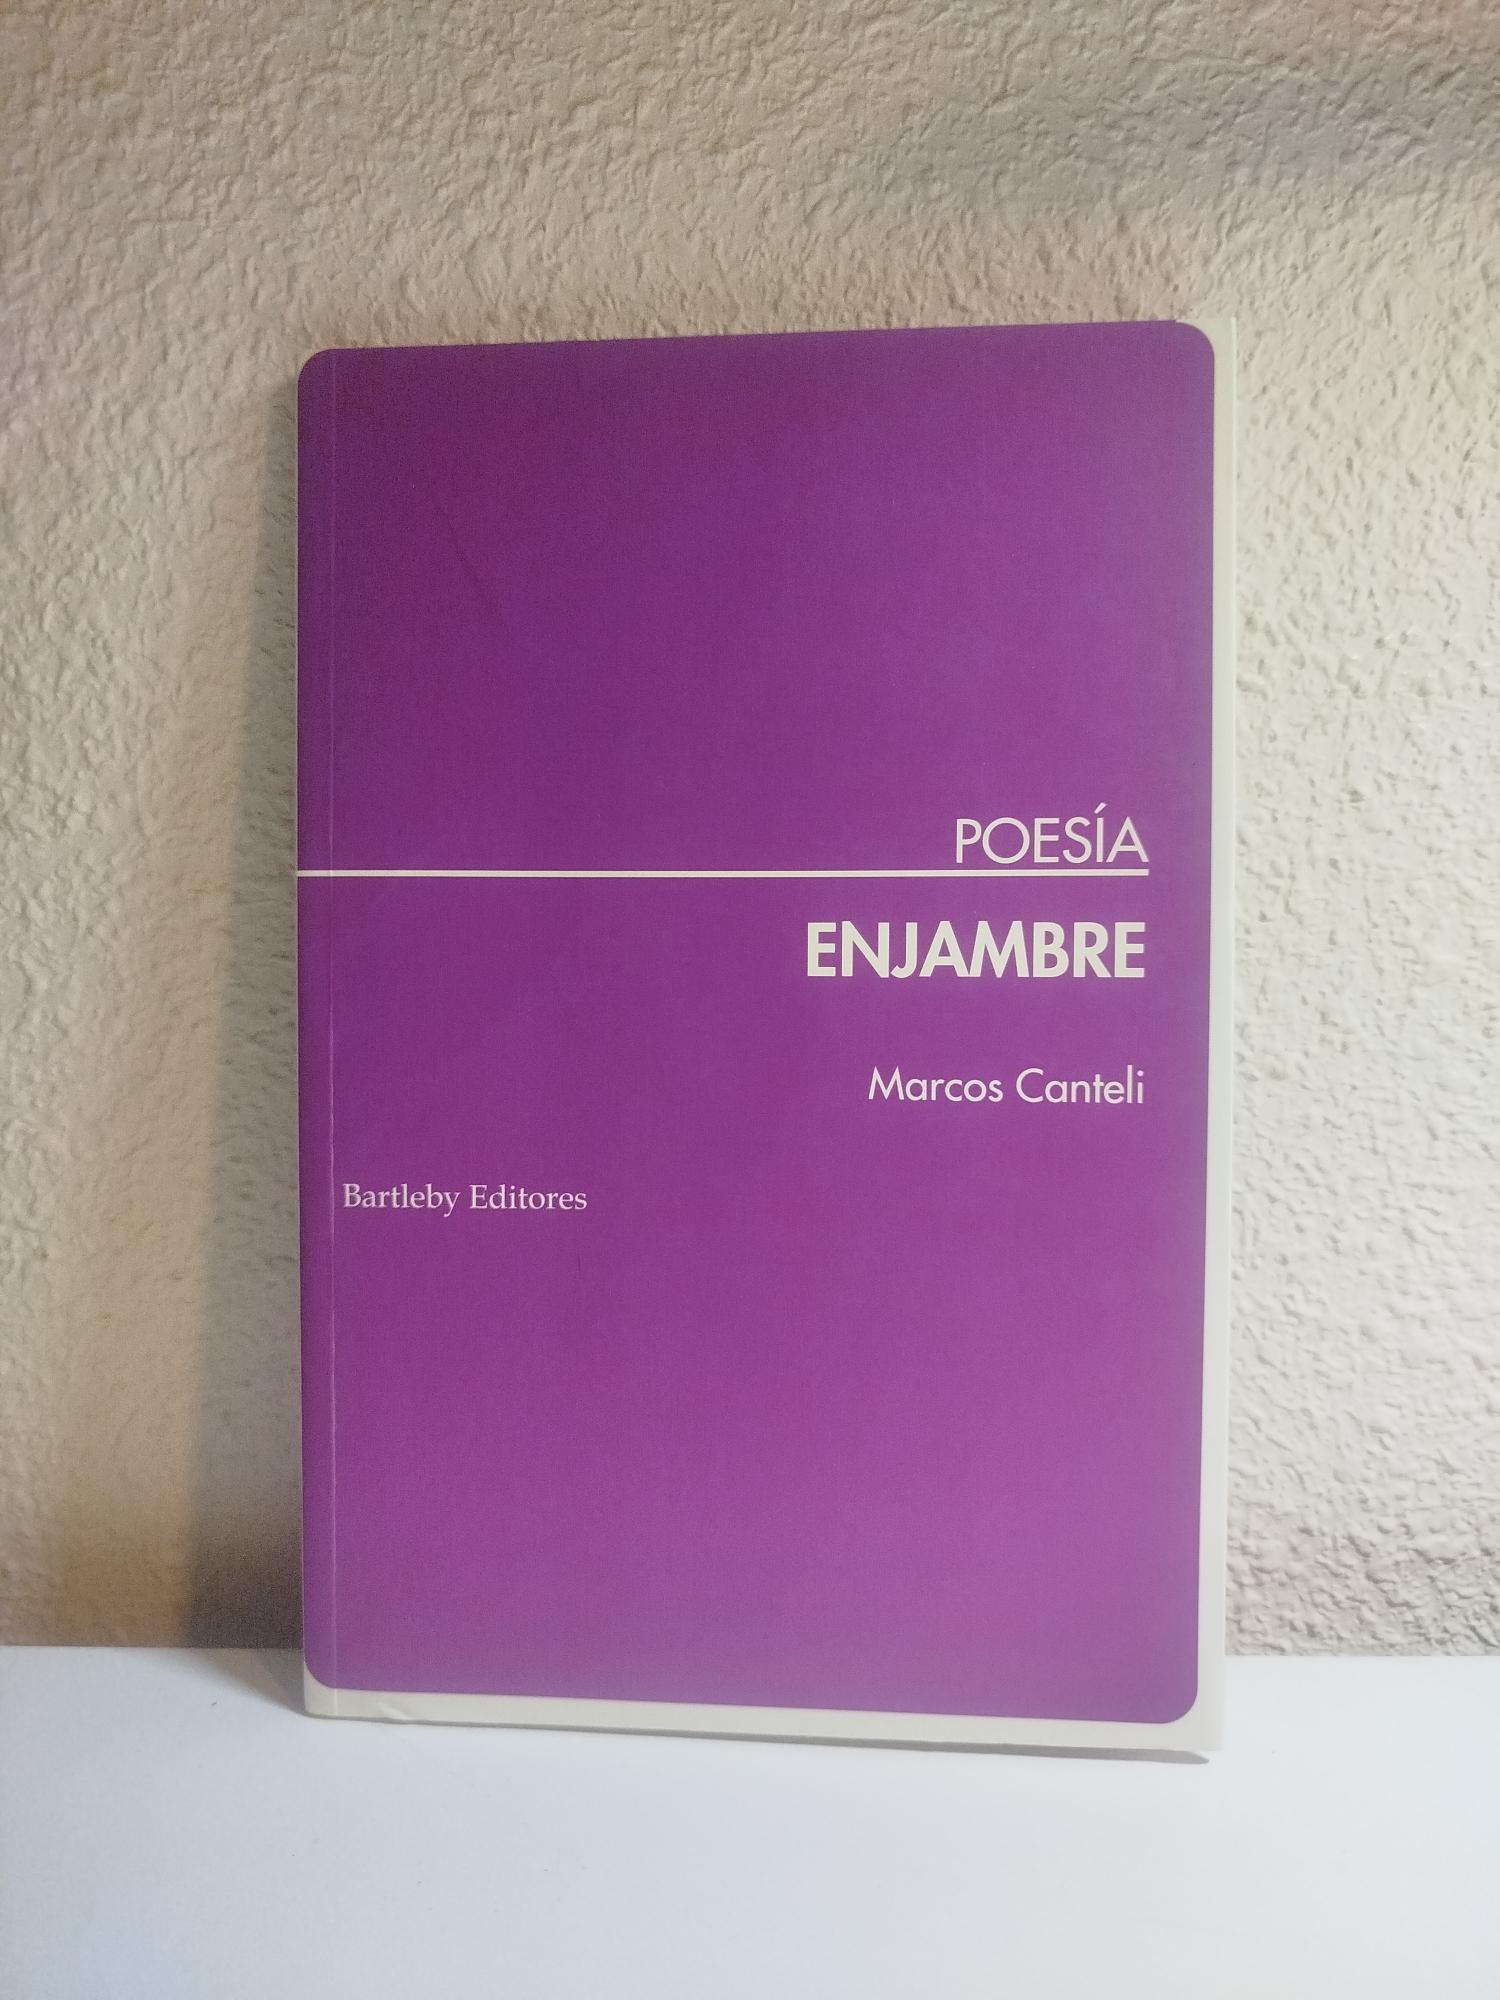 POESÍA
ENJAMBRE
Marcos Canteli
Bartleby Editores